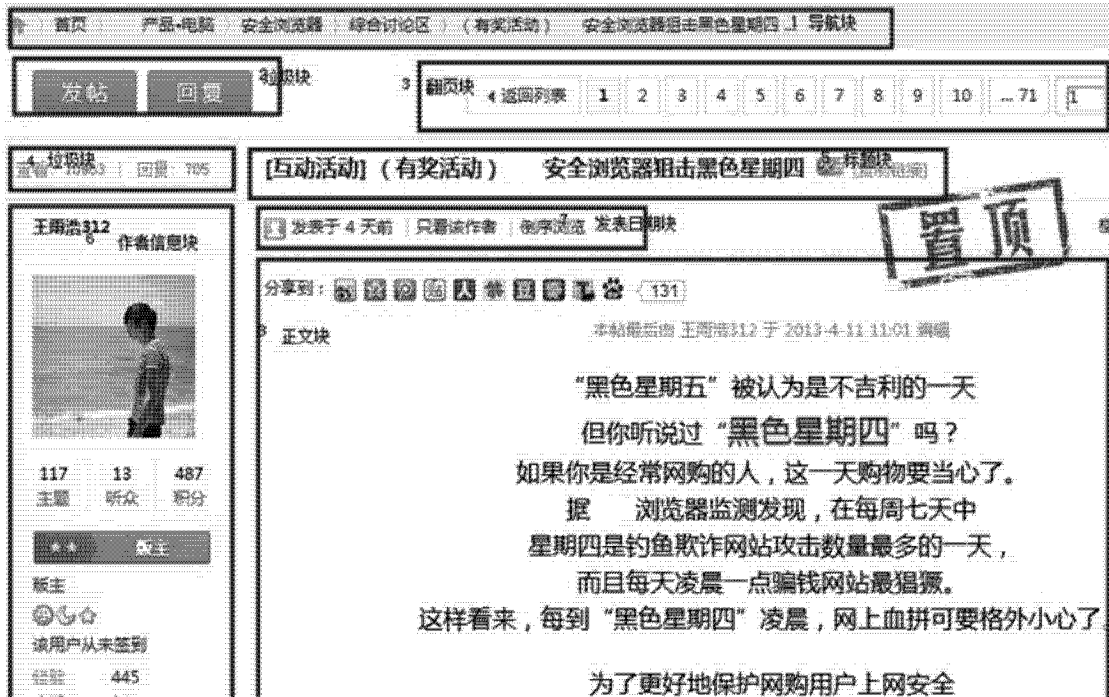 首页 产品-电脑 安全浏览器 综合讨论区 (有奖活动) 安全浏览器狙击黑色星期四 1 导航块
发帖 回复 垃圾块
3 翻页块 返回列表 1 2 3 4 5 6 7 8 9 10 ... 71 1
4 垃圾块 回复: 705
[互动活动] (有奖活动) 安全浏览器狙击黑色星期四 标题块
王雨浩312
6 作者信息块
发表于 4 天前 只看该作者 倒序浏览 7 发表日期块
置顶
分享到: 131
8 正文块
本帖最后由 王雨浩312 于 2013-4-11 11:01 编辑
“黑色星期五”被认为是不吉利的一天
但你听说过“黑色星期四”吗?
如果你是经常网购的人,这一天购物要当心了。
据 浏览器监测发现,在每周七天中
星期四是钓鱼欺诈网站攻击数量最多的一天,
而且每天凌晨一点骗钱网站最猖獗。
这样看来,每到“黑色星期四”凌晨,网上血拼可要格外小心了
为了更好地保护网购用户上网安全
117 13 487
主题 听众 积分
版主
版主
该用户从未签到
445